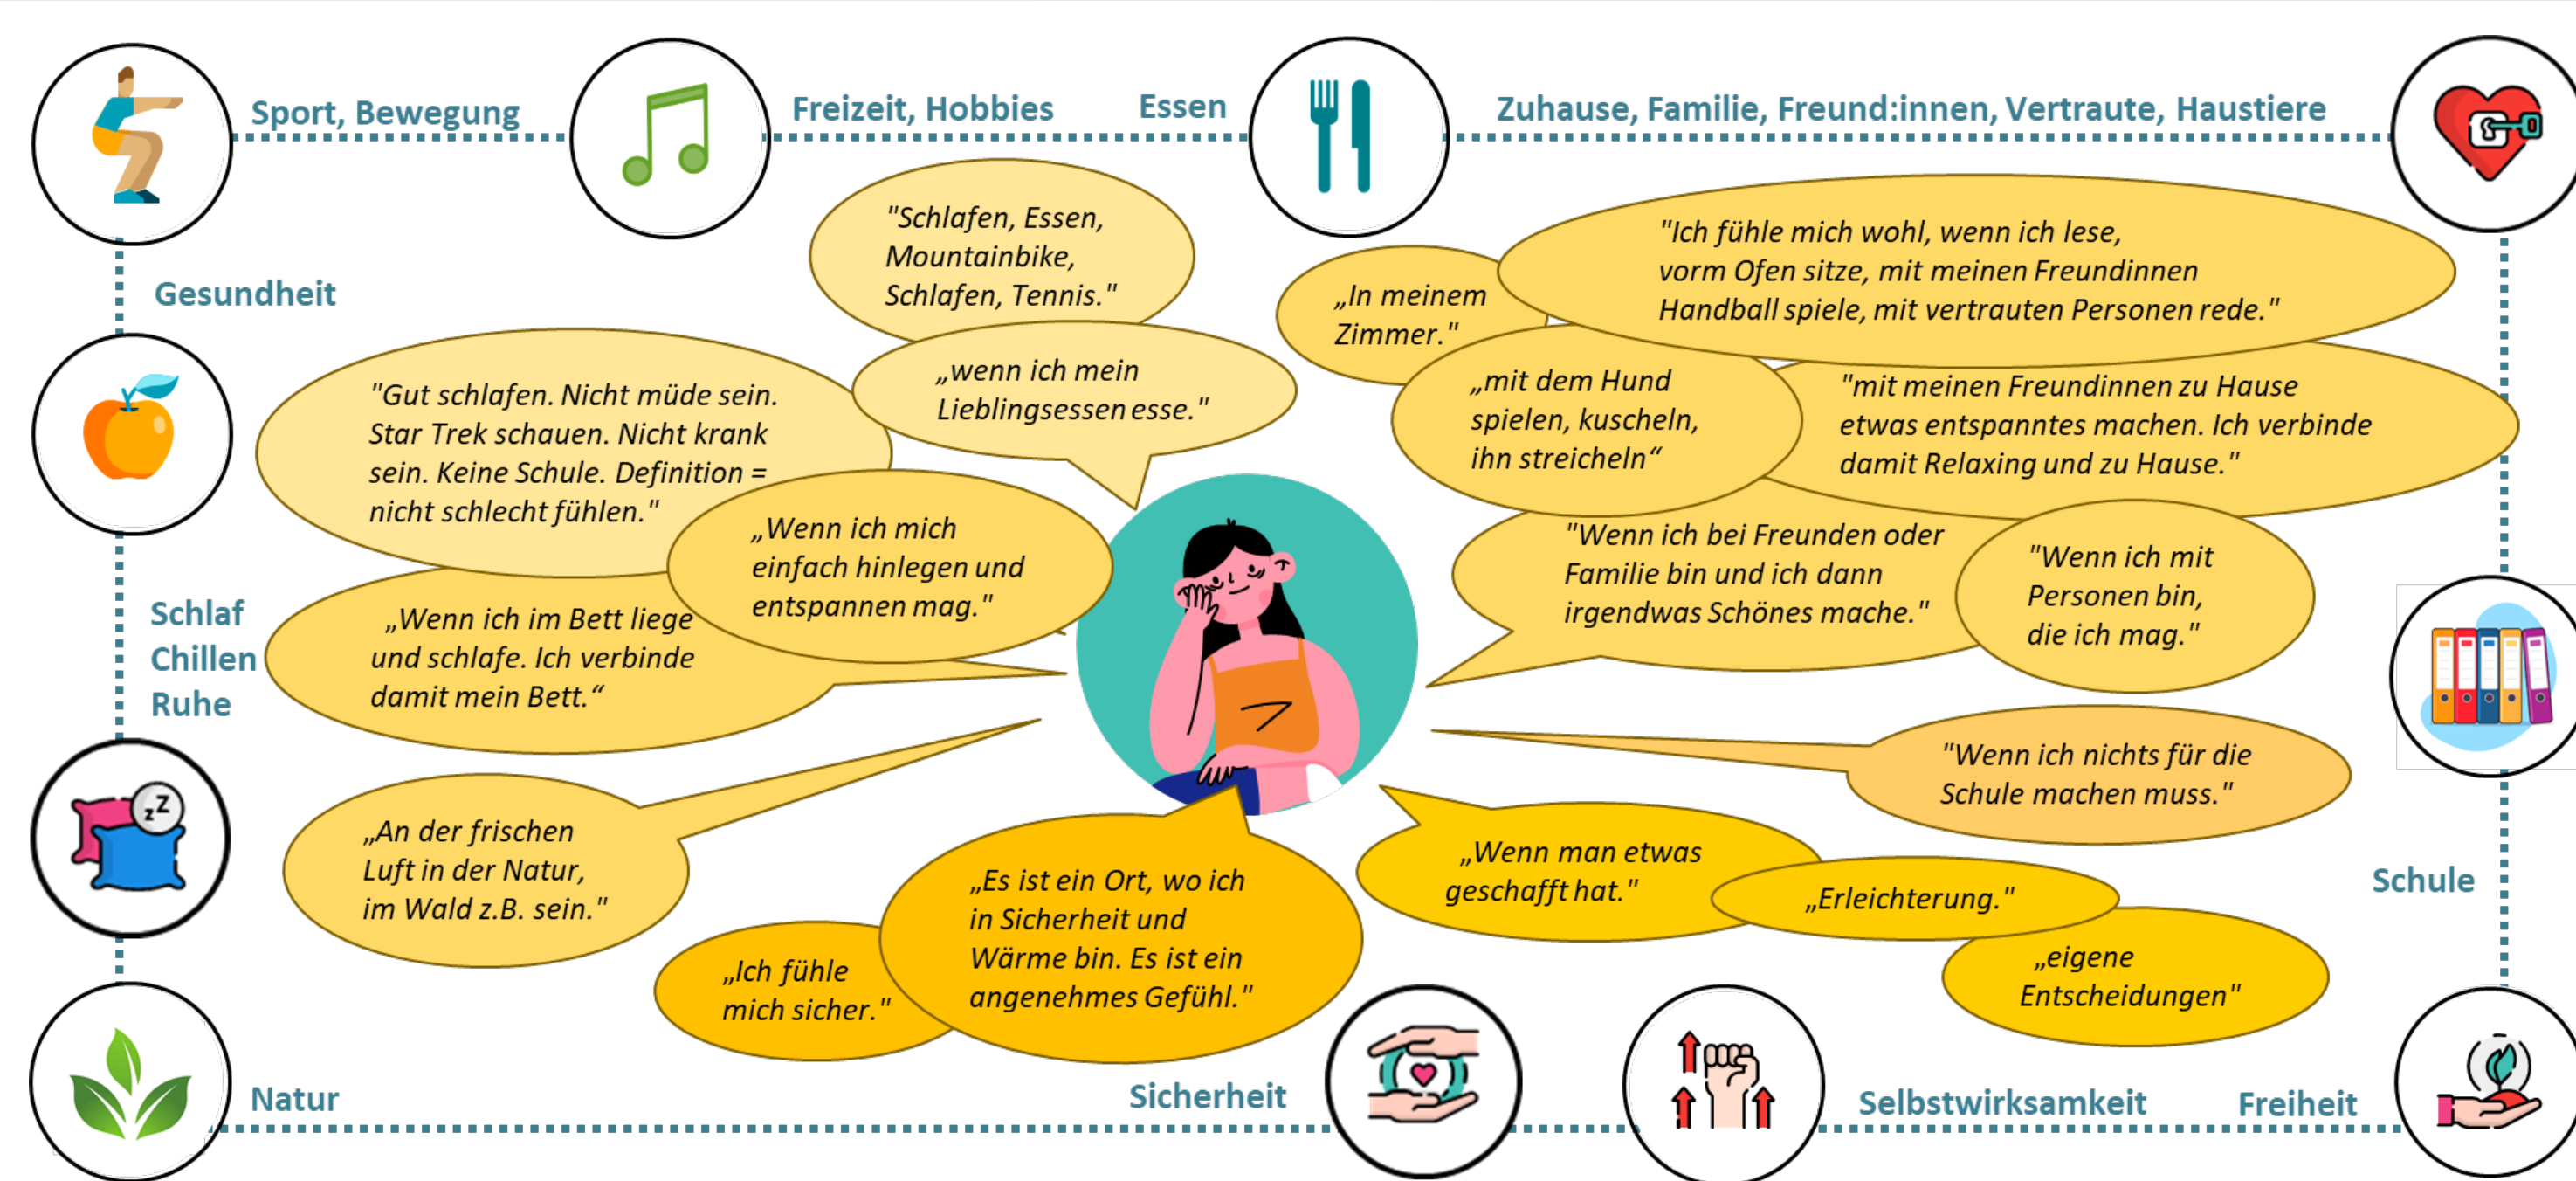 Sport, Bewegung
Freizeit, Hobbies
Essen
Zuhause, Familie, Freund:innen, Vertraute, Haustiere
Gesundheit
"Schlafen, Essen,
Mountainbike,
Schlafen, Tennis."
„wenn ich mein
Lieblingsessen esse."
„In meinem
Zimmer."
"Ich fühle mich wohl, wenn ich lese,
vorm Ofen sitze, mit meinen Freundinnen
Handball spiele, mit vertrauten Personen rede."
"Gut schlafen. Nicht müde sein.
Star Trek schauen. Nicht krank
sein. Keine Schule. Definition =
nicht schlecht fühlen."
„mit dem Hund
spielen, kuscheln,
ihn streicheln“
"mit meinen Freundinnen zu Hause
etwas entspanntes machen. Ich verbinde
damit Relaxing und zu Hause."
„Wenn ich mich
einfach hinlegen und
entspannen mag."
"Wenn ich bei Freunden oder
Familie bin und ich dann
irgendwas Schönes mache."
"Wenn ich mit
Personen bin,
die ich mag."
Schlaf
Chillen
Ruhe
„Wenn ich im Bett liege
und schlafe. Ich verbinde
damit mein Bett.“
"Wenn ich nichts für die
Schule machen muss."
zZ
„An der frischen
Luft in der Natur,
im Wald z.B. sein."
„Wenn man etwas
geschafft hat."
„Erleichterung."
Schule
„Es ist ein Ort, wo ich
in Sicherheit und
Wärme bin. Es ist ein
angenehmes Gefühl."
„Ich fühle
mich sicher."
„eigene
Entscheidungen"
Natur
Sicherheit
Selbstwirksamkeit
Freiheit